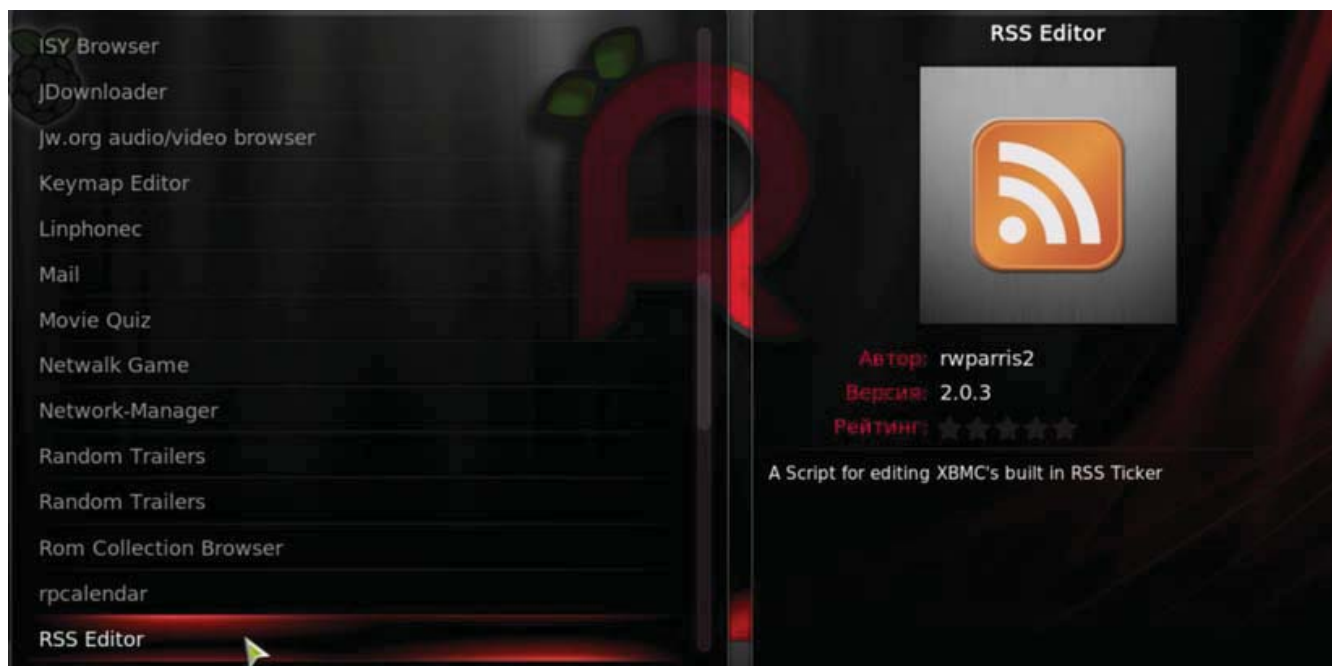 ISY Browser
JDownloader
Jw.org audio/video browser
Keymap Editor
Linphonec
Mail
Movie Quiz
Netwalk Game
Network-Manager
Random Trailers
Random Trailers
Rom Collection Browser
rpcalendar
RSS Editor
RSS Editor
Автор: rwparris2
Версия: 2.0.3
Рейтинг:
A Script for editing XBMC's built in RSS Ticker